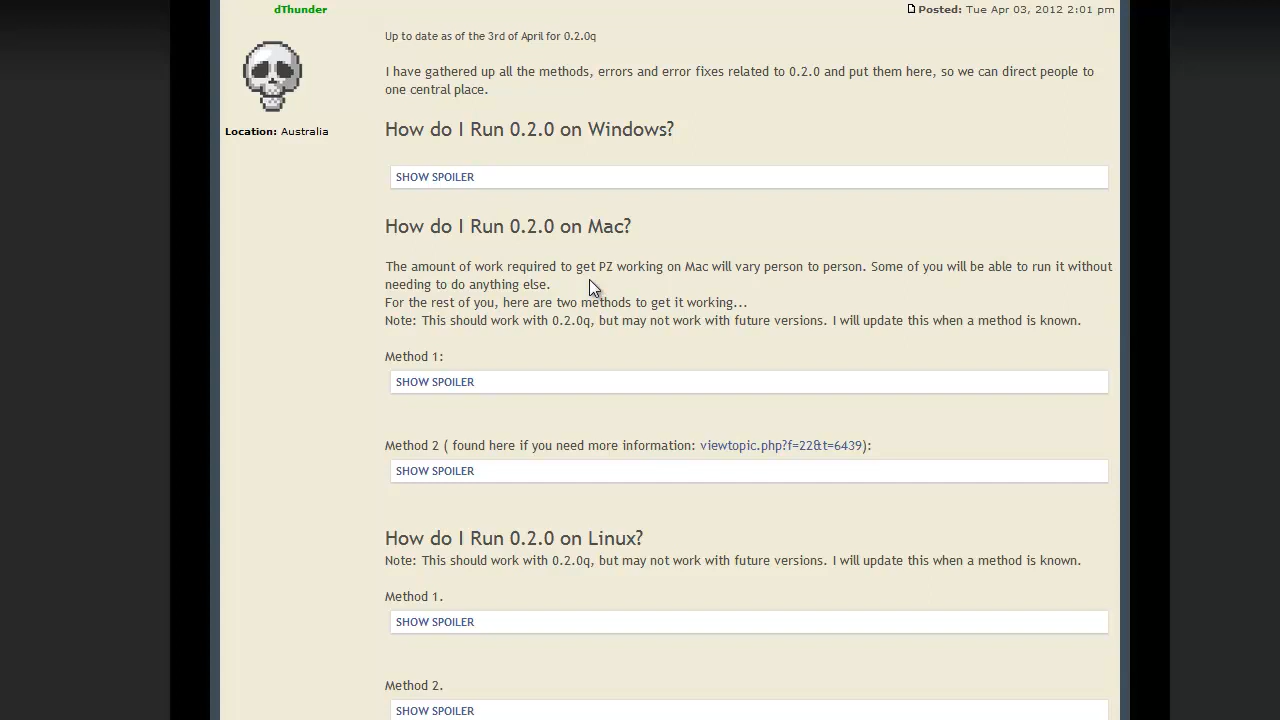 dThunder
Posted: Tue Apr 03, 2012 2:01 pm
Location: Australia
Up to date as of the 3rd of April for 0.2.0q
I have gathered up all the methods, errors and error fixes related to 0.2.0 and put them here, so we can direct people to
one central place.
How do I Run 0.2.0 on Windows?
SHOW SPOILER
How do I Run 0.2.0 on Mac?
The amount of work required to get PZ working on Mac will vary person to person. Some of you will be able to run it without
needing to do anything else.
For the rest of you, here are two methods to get it working...
Note: This should work with 0.2.0q, but may not work with future versions. I will update this when a method is known.
Method 1:
SHOW SPOILER
Method 2 ( found here if you need more information: viewtopic.php?f=22&t=6439):
SHOW SPOILER
How do I Run 0.2.0 on Linux?
Note: This should work with 0.2.0q, but may not work with future versions. I will update this when a method is known.
Method 1.
SHOW SPOILER
Method 2.
SHOW SPOILER